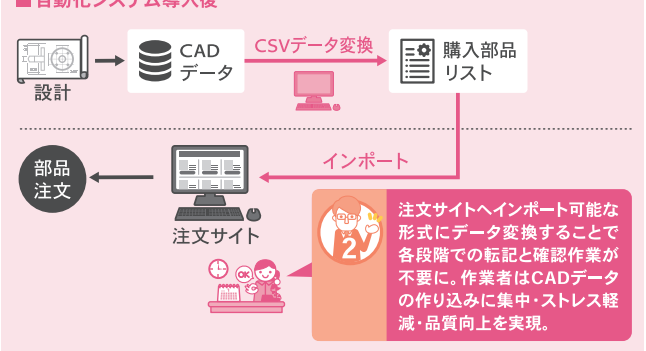 ■自動化システム導入後
設計
CAD
データ
CSVデータ変換
購入部品
リスト
部品
注文
注文サイト
インポート
OK
2
注文サイトへインポート可能な
形式にデータ変換することで
各段階での転記と確認作業が
不要に。作業者はCADデータ
の作り込みに集中・ストレス軽
減・品質向上を実現。